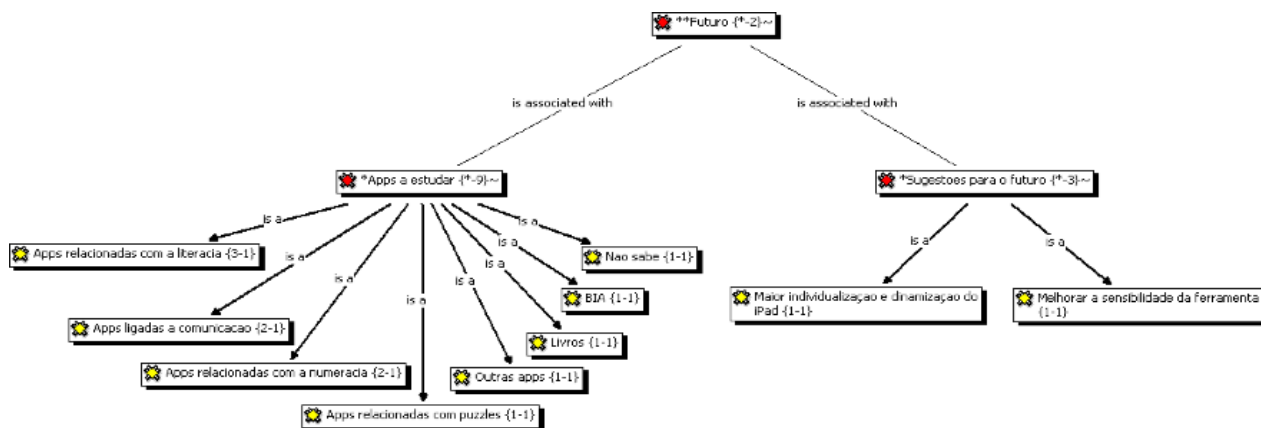 **Futuro {*-2}~
is associated with
is associated with
*Apps a estudar {*-9}~
*Sugestoes para o futuro {*-3}~
is a
is a
is a
is a
is a
is a
is a
is a
is a
is a
Apps relacionadas com a literacia {3-1}
Nao sabe {1-1}
BIA {1-1}
Maior individualizaçao e dinamizaçao do
iPad {1-1}
Melhorar a sensibilidade da ferramenta
{1-1}
Apps ligadas a comunicacao {2-1}
Livros {1-1}
Apps relacionadas com a numeracia {2-1}
Outras apps {1-1}
Apps relacionadas com puzzles {1-1}